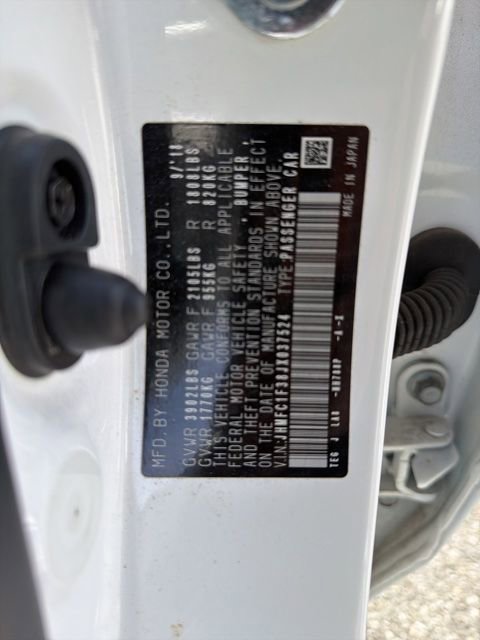 MFD. BY HONDA MOTOR CO., LTD. 9/'18
GVWR 3902LBS GAWR F 2105LBS R 1808LBS
GVWR 1770KG GAWR F 955KG R 820KG
THIS VEHICLE CONFORMS TO ALL APPLICABLE
FEDERAL MOTOR VEHICLE SAFETY, BUMPER,
AND THEFT PREVENTION STANDARDS IN EFFECT
ON THE DATE OF MANUFACTURE SHOWN ABOVE.
V.I.N: TYPE:PASSENGER CAR
TEG J -A-I MADE IN JAPAN